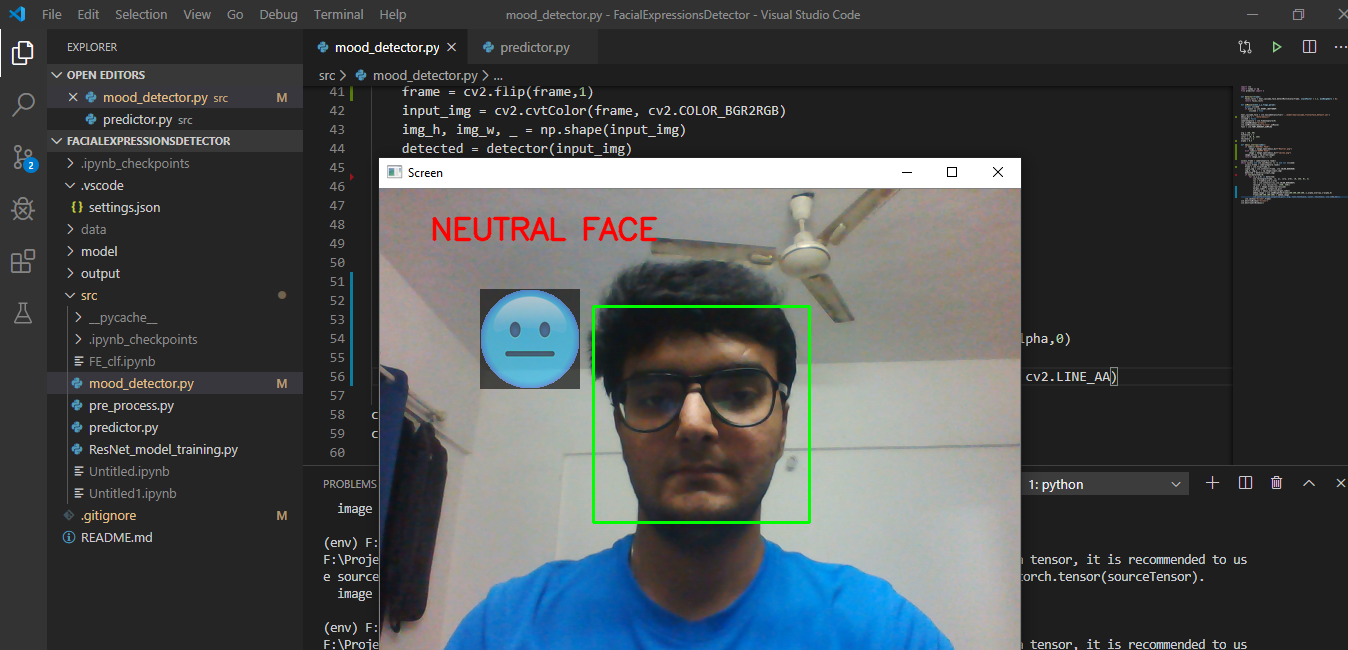 File Edit Selection View Go Debug Terminal Help mood_detector.py - FacialExpressionsDetector - Visual Studio Code
EXPLORER
OPEN EDITORS
mood_detector.py src M
predictor.py src
2
FACIALEXPRESSIONSDETECTOR
.ipynb_checkpoints
.vscode
{} settings.json
data
model
output
src
__pycache__
.ipynb_checkpoints
FE_clf.ipynb
mood_detector.py M
pre_process.py
predictor.py
ResNet_model_training.py
Untitled.ipynb
Untitled1.ipynb
.gitignore M
README.md
mood_detector.py predictor.py
src > mood_detector.py > ...
41 frame = cv2.flip(frame,1)
42 input_img = cv2.cvtColor(frame, cv2.COLOR_BGR2RGB)
43 img_h, img_w, _ = np.shape(input_img)
44 detected = detector(input_img)
45
46
47
48
49
50
51
52
53
54 lpha,0)
55
56 cv2.LINE_AA)
57
58 c
59 c
60
Screen
NEUTRAL FACE
PROBLEMS 1: python
image
(env) F:
F:\Proje tensor, it is recommended to us
e source torch.tensor(sourceTensor).
image
(env) F:
F:\Proje tensor, it is recommended to us